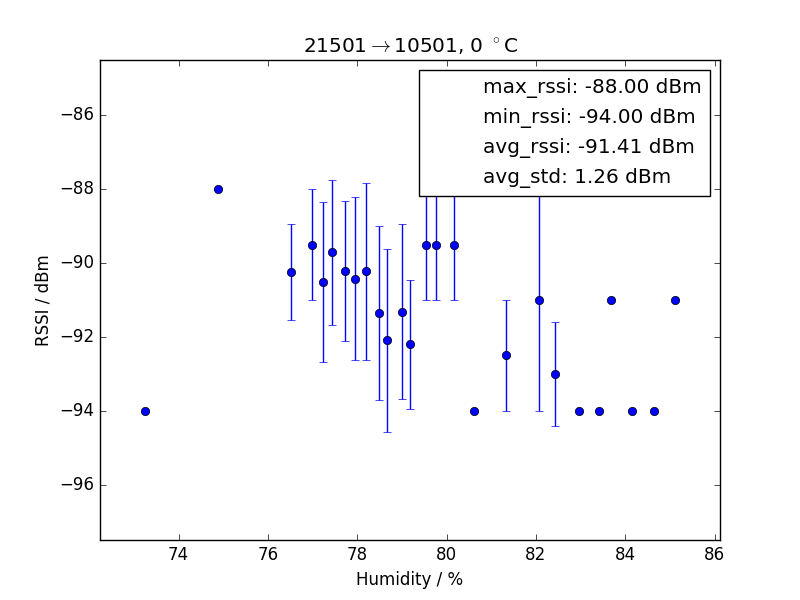 21501→10501, 0 °C
max_rssi: -88.00 dBm
min_rssi: -94.00 dBm
avg_rssi: -91.41 dBm
avg_std: 1.26 dBm
RSSI / dBm
−86
−88
−90
−92
−94
−96
74 76 78 80 82 84 86
Humidity / %